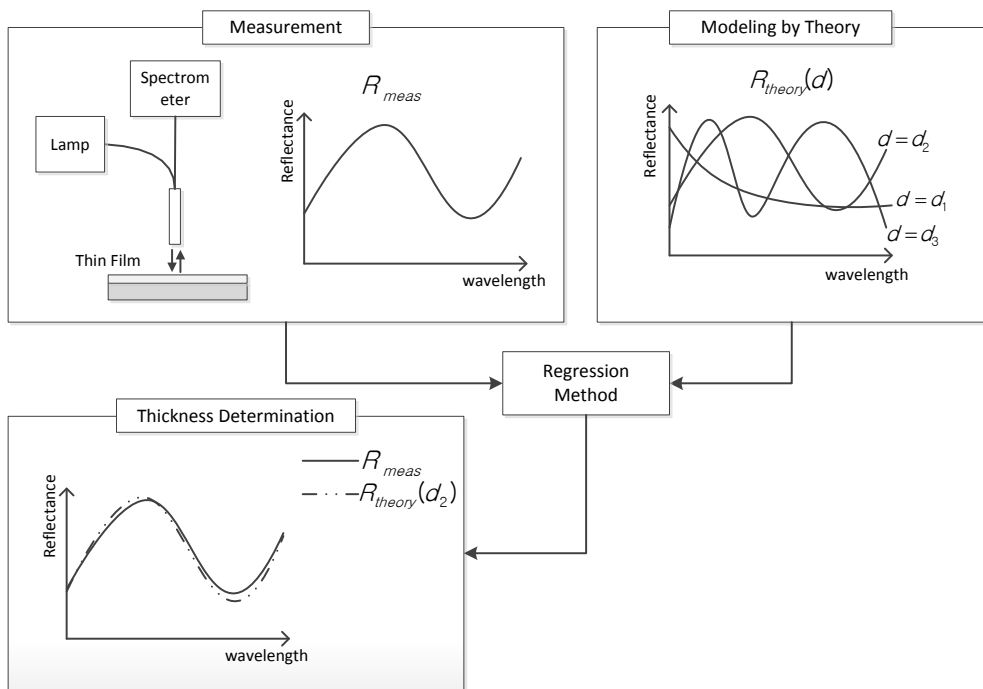 Measurement
Spectrom
eter
Lamp
Thin Film
R meas
Reflectance
wavelength
Modeling by Theory
R theory (d)
Reflectance
d = d2
d = d1
d = d3
wavelength
Regression
Method
Thickness Determination
R meas
R theory (d2)
Reflectance
wavelength